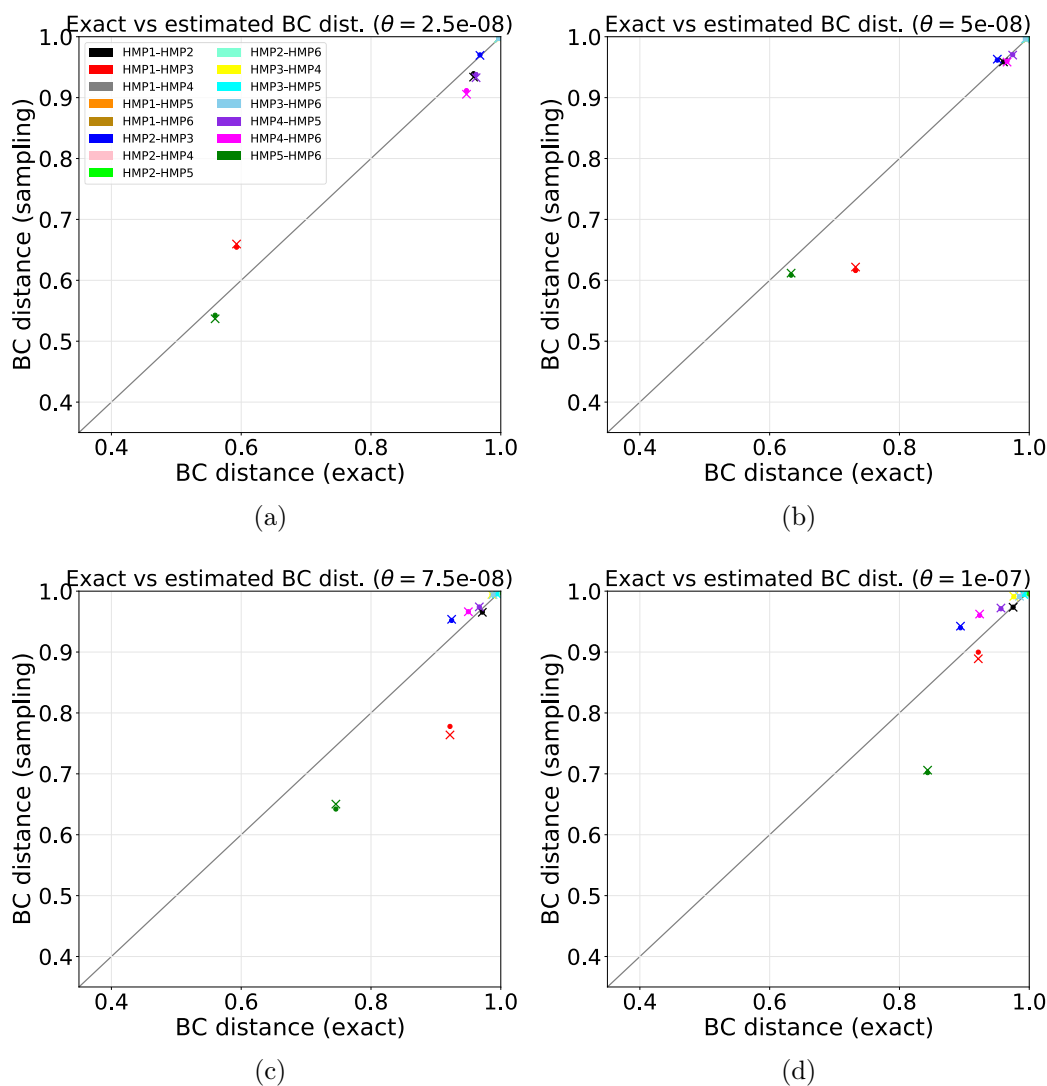 Exact vs estimated BC dist. (θ = 2.5e-08)
1.0
0.9
0.8
0.7
0.6
0.5
0.4
BC distance (sampling)
HMP1-HMP2
HMP1-HMP3
HMP1-HMP4
HMP1-HMP5
HMP1-HMP6
HMP2-HMP3
HMP2-HMP4
HMP2-HMP5
HMP2-HMP6
HMP3-HMP4
HMP3-HMP5
HMP3-HMP6
HMP4-HMP5
HMP4-HMP6
HMP5-HMP6
0.4 0.6 0.8 1.0
BC distance (exact)
(a)
Exact vs estimated BC dist. (θ = 5e-08)
1.0
0.9
0.8
0.7
0.6
0.5
0.4
BC distance (sampling)
0.4 0.6 0.8 1.0
BC distance (exact)
(b)
Exact vs estimated BC dist. (θ = 7.5e-08)
1.0
0.9
0.8
0.7
0.6
0.5
0.4
BC distance (sampling)
0.4 0.6 0.8 1.0
BC distance (exact)
(c)
Exact vs estimated BC dist. (θ = 1e-07)
1.0
0.9
0.8
0.7
0.6
0.5
0.4
BC distance (sampling)
0.4 0.6 0.8 1.0
BC distance (exact)
(d)